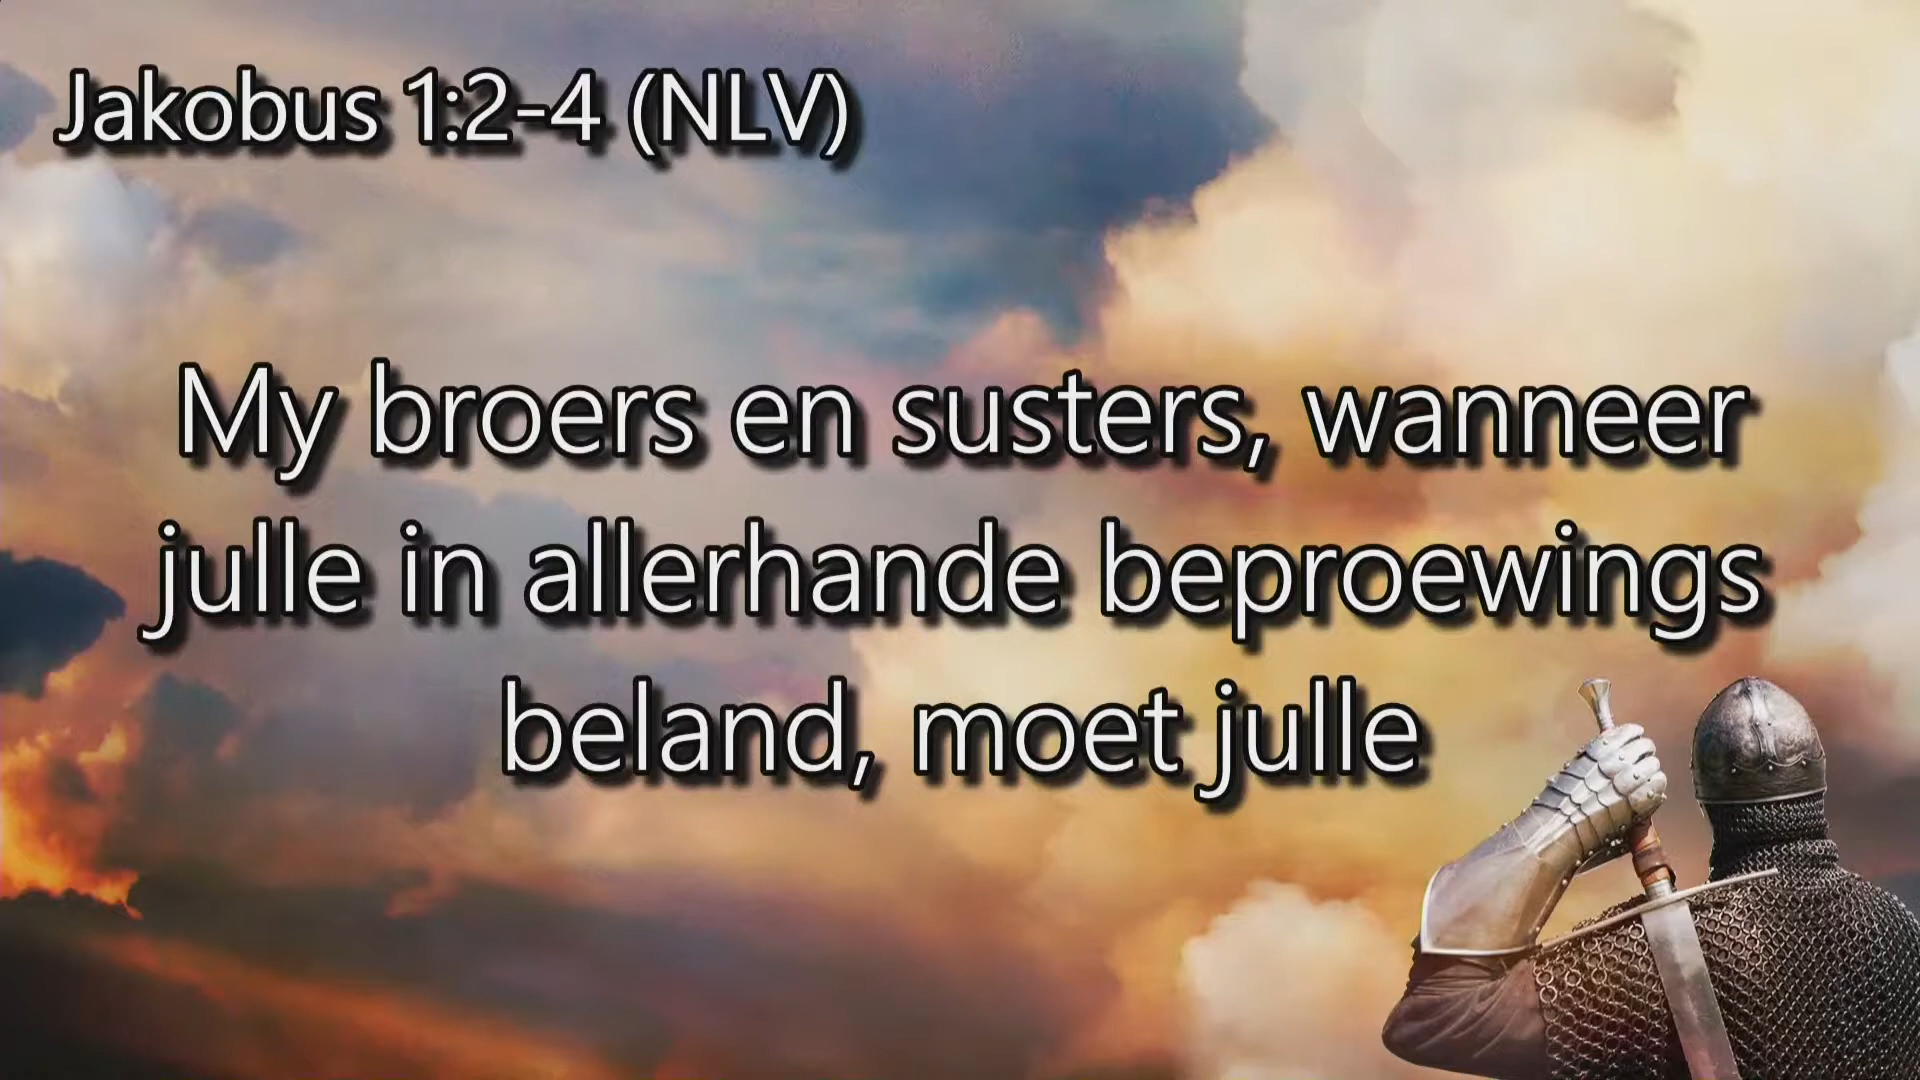 Jakobus 1:2-4 (NLV)
My broers en susters, wanneer
julle in allerhande beproewings
beland, moet julle